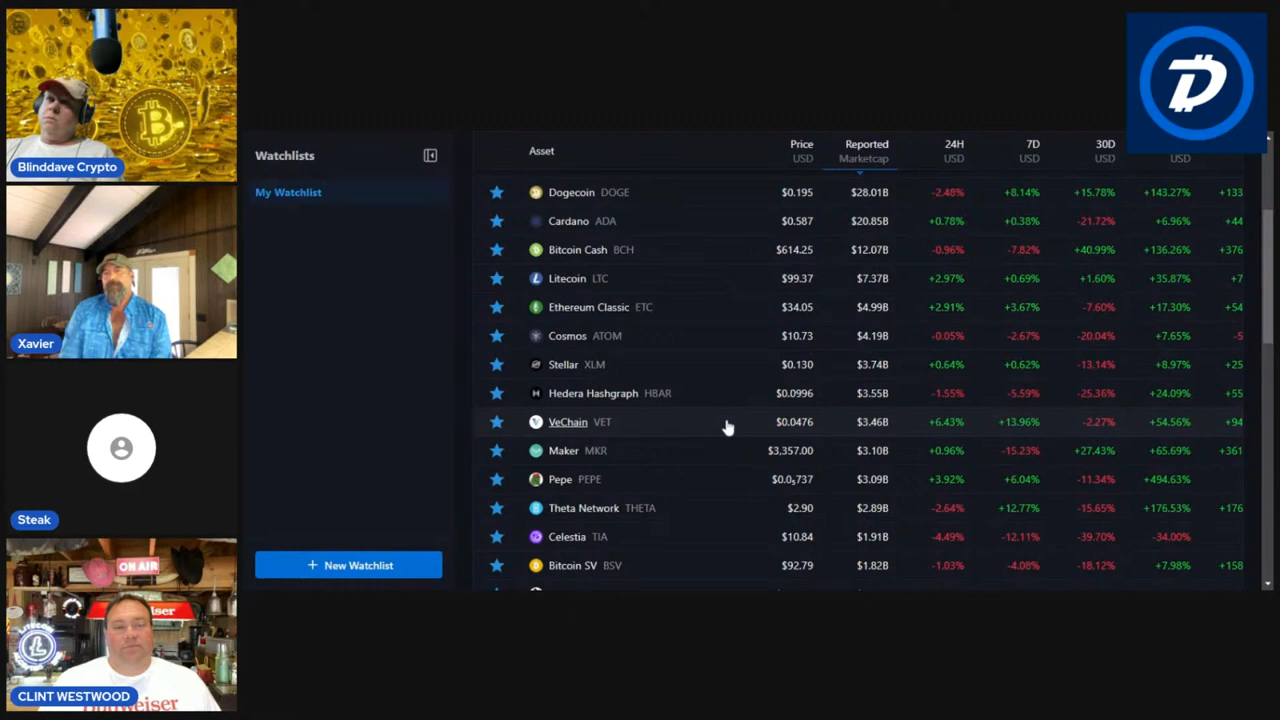 Blinddave Crypto
Xavier
Steak
ON AIR
LITECOIN
Budweiser
CLINT WESTWOOD
Watchlists
My Watchlist
+ New Watchlist
Asset Price USD Reported Marketcap 24H USD 7D USD 30D USD USD
Dogecoin DOGE $0.195 $28.01B -2.48% +8.14% +15.78% +143.27% +133
Cardano ADA $0.587 $20.85B +0.78% +0.38% -21.72% +6.96% +44
Bitcoin Cash BCH $614.25 $12.07B -0.96% -7.82% +40.99% +136.26% +376
Litecoin LTC $99.37 $7.37B +2.97% +0.69% +1.60% +35.87% +7
Ethereum Classic ETC $34.05 $4.99B +2.91% +3.67% -7.60% +17.30% +54
Cosmos ATOM $10.73 $4.19B -0.05% -2.67% -20.04% +7.65% -5
Stellar XLM $0.130 $3.74B +0.64% +0.62% -13.14% +8.97% +25
Hedera Hashgraph HBAR $0.0996 $3.55B -1.55% -5.59% -25.36% +24.09% +55
VeChain VET $0.0476 $3.46B +6.43% +13.96% -2.27% +54.56% +94
Maker MKR $3,357.00 $3.10B +0.96% -15.23% +27.43% +65.69% +361
Pepe PEPE $0.0₅737 $3.09B +3.92% +6.04% -11.34% +494.63%
Theta Network THETA $2.90 $2.89B -2.64% +12.77% -15.65% +176.53% +176
Celestia TIA $10.84 $1.91B -4.49% -12.11% -39.70% -34.00%
Bitcoin SV BSV $92.79 $1.82B -1.03% -4.08% -18.12% +7.98% +158